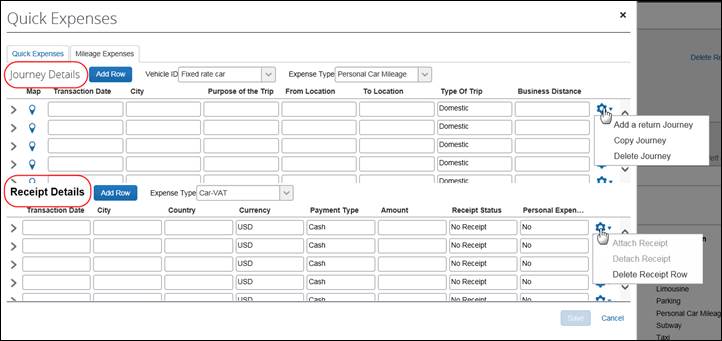 Quick Expenses
Delete Re
Quick Expenses Mileage Expenses
Journey Details Add Row Vehicle ID Fixed rate car Expense Type Personal Car Mileage
Map Transaction Date City Purpose of the Trip From Location To Location Type Of Trip Business Distance
Domestic
Domestic
Domestic
Domestic
Add a return Journey
Copy Journey
Delete Journey
Receipt Details Add Row Expense Type Car-VAT
Transaction Date City Country Currency Payment Type Amount Receipt Status Personal Expen...
USD Cash No Receipt No
USD Cash No Receipt No
USD Cash No Receipt No
USD Cash No Receipt No
USD Cash No Receipt No
Attach Receipt
Detach Receipt
Delete Receipt Row
Limousine
Parking
Personal Car Mileag
Subway
Taxi
Save Cancel